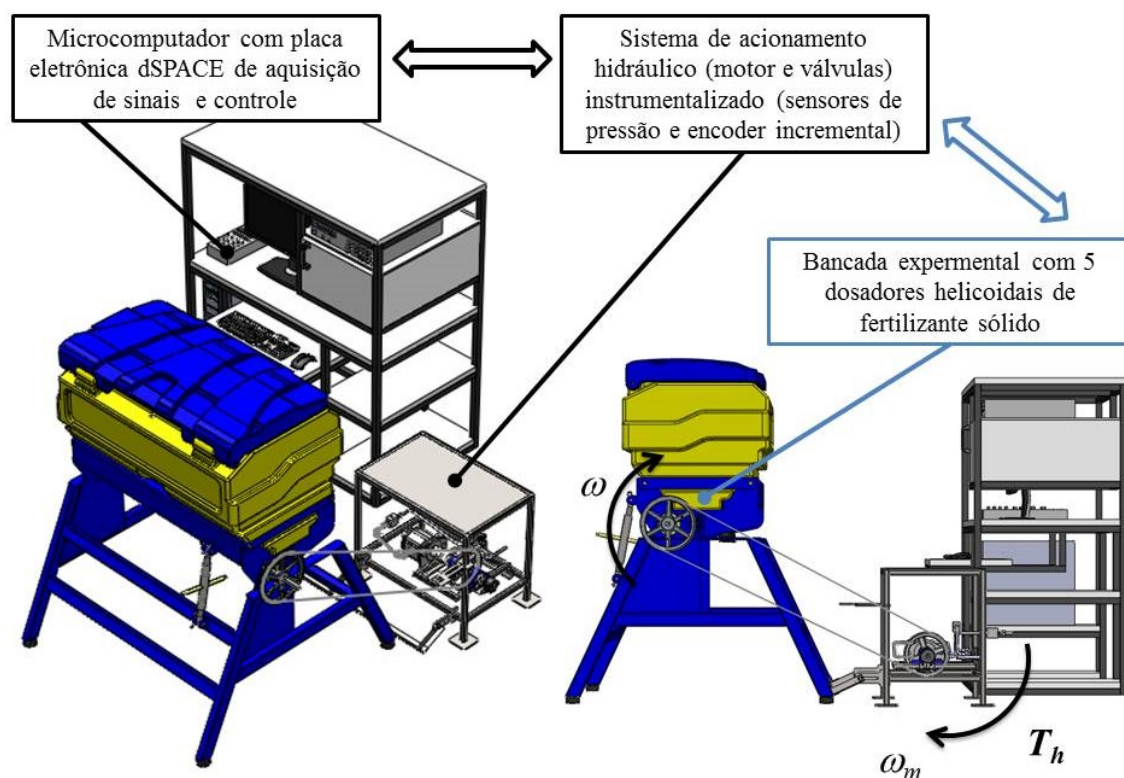 Microcomputador com placa
eletrônica dSPACE de aquisição
de sinais e controle
Sistema de acionamento
hidráulico (motor e válvulas)
instrumentalizado (sensores de
pressão e encoder incremental)
Bancada expermental com 5
dosadores helicoidais de
fertilizante sólido
ω
T_h
ω_m